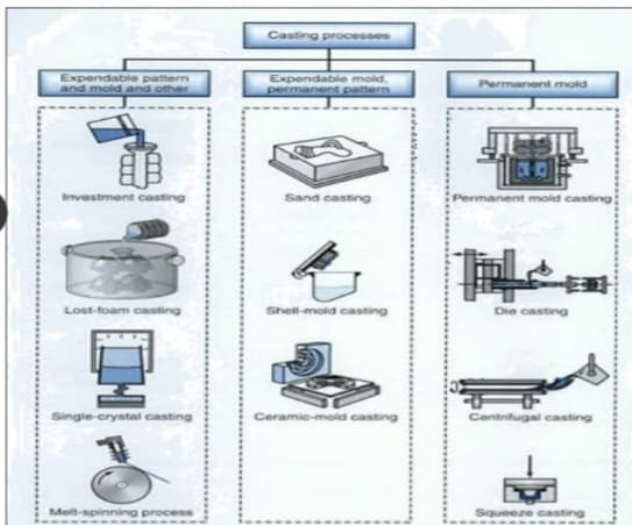 Casting processes
Expendable pattern
and mold and other
Expendable mold,
permanent pattern
Permanent mold
Investment casting
Lost-foam casting
Single-crystal casting
Melt-spinning process
Sand casting
Shell-mold casting
Ceramic-mold casting
Permanent mold casting
Die casting
Centrifugal casting
Squeeze casting